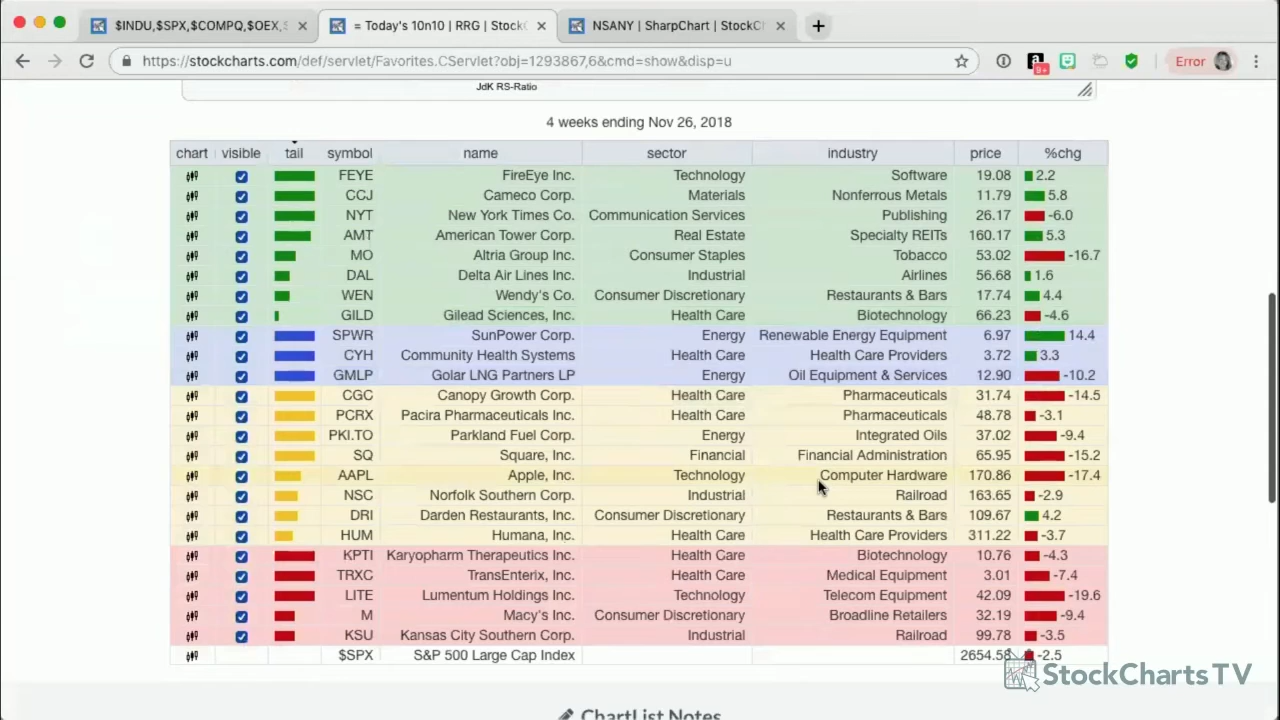 $INDU,$SPX,$COMPQ,$OEX,$
= Today's 10n10 | RRG | StockC
NSANY | SharpChart | StockCh
https://stockcharts.com/def/servlet/Favorites.CServlet?obj=1293867,6&cmd=show&disp=u
9+
Error
JdK RS-Ratio
4 weeks ending Nov 26, 2018
chart visible tail symbol name sector industry price %chg
FEYE FireEye Inc. Technology Software 19.08 2.2
CCJ Cameco Corp. Materials Nonferrous Metals 11.79 5.8
NYT New York Times Co. Communication Services Publishing 26.17 -6.0
AMT American Tower Corp. Real Estate Specialty REITs 160.17 5.3
MO Altria Group Inc. Consumer Staples Tobacco 53.02 -16.7
DAL Delta Air Lines Inc. Industrial Airlines 56.68 1.6
WEN Wendy's Co. Consumer Discretionary Restaurants & Bars 17.74 4.4
GILD Gilead Sciences, Inc. Health Care Biotechnology 66.23 -4.6
SPWR SunPower Corp. Energy Renewable Energy Equipment 6.97 14.4
CYH Community Health Systems Health Care Health Care Providers 3.72 3.3
GMLP Golar LNG Partners LP Energy Oil Equipment & Services 12.90 -10.2
CGC Canopy Growth Corp. Health Care Pharmaceuticals 31.74 -14.5
PCRX Pacira Pharmaceuticals Inc. Health Care Pharmaceuticals 48.78 -3.1
PKI.TO Parkland Fuel Corp. Energy Integrated Oils 37.02 -9.4
SQ Square, Inc. Financial Financial Administration 65.95 -15.2
AAPL Apple, Inc. Technology Computer Hardware 170.86 -17.4
NSC Norfolk Southern Corp. Industrial Railroad 163.65 -2.9
DRI Darden Restaurants, Inc. Consumer Discretionary Restaurants & Bars 109.67 4.2
HUM Humana, Inc. Health Care Health Care Providers 311.22 -3.7
KPTI Karyopharm Therapeutics Inc. Health Care Biotechnology 10.76 -4.3
TRXC TransEnterix, Inc. Health Care Medical Equipment 3.01 -7.4
LITE Lumentum Holdings Inc. Technology Telecom Equipment 42.09 -19.6
M Macy's Inc. Consumer Discretionary Broadline Retailers 32.19 -9.4
KSU Kansas City Southern Corp. Industrial Railroad 99.78 -3.5
$SPX S&P 500 Large Cap Index 2654.58 -2.5
StockChartsTV
ChartList Notes